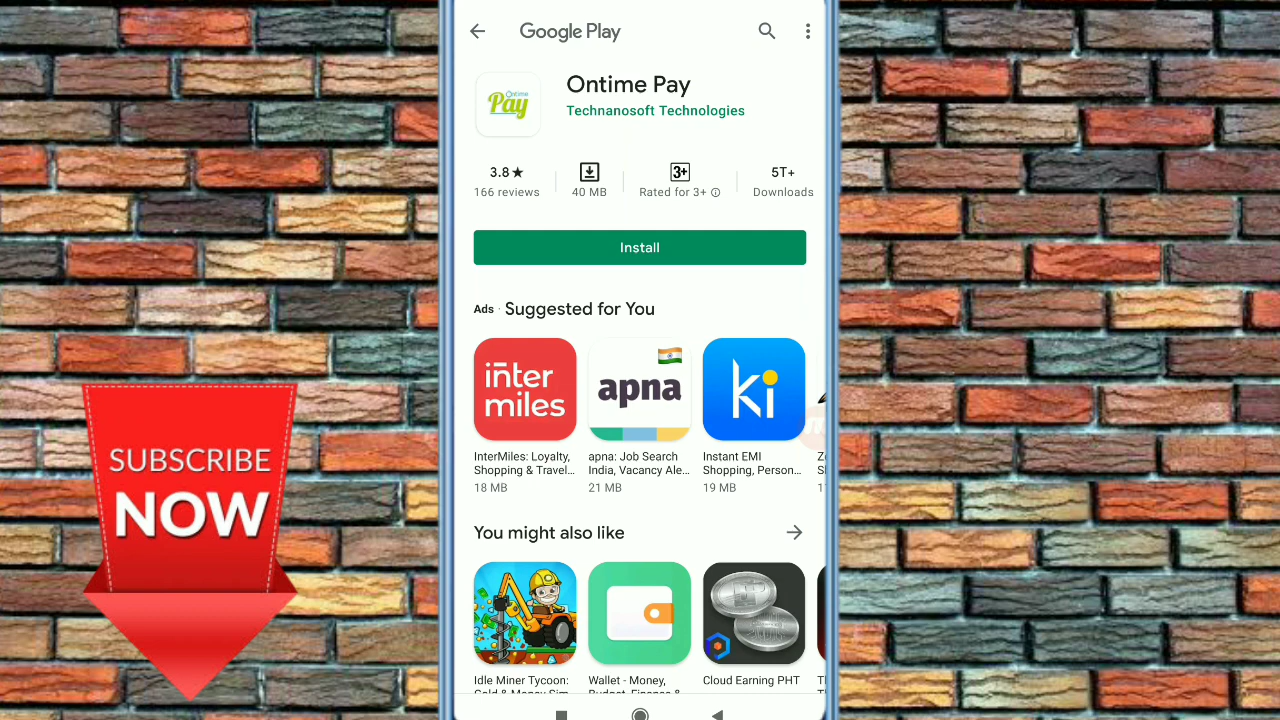 Google Play
Ontime
Pay
Ontime Pay
Technanosoft Technologies
3.8★
166 reviews
40 MB
3+
Rated for 3+
5T+
Downloads
Install
Ads · Suggested for You
inter
miles
apna
ki
InterMiles: Loyalty,
Shopping & Travel...
18 MB
apna: Job Search
India, Vacancy Ale...
21 MB
Instant EMI
Shopping, Person...
19 MB
You might also like
Idle Miner Tycoon:
Wallet - Money,
Cloud Earning PHT
SUBSCRIBE
NOW